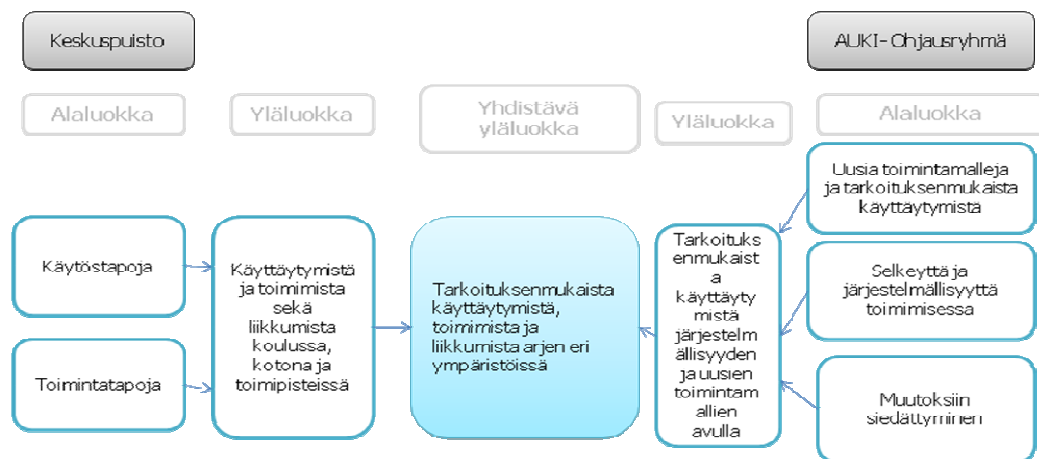 Keskuspuisto
AUKI- Ohjausryhmä
Alaluokka
Yläluokka
Yhdistävä
yläluokka
Yläluokka
Alaluokka
Käytöstapoja
Toimintatapoja
Käyttäytymistä
ja toimimista
sekä
liikkumista
koulussa,
kotona ja
toimipisteissä
Tarkoituksenmukaista
käyttäytymistä,
toimimista ja
liikkumista arjen eri
ympäristöissä
Tarkoituks
enmukaist
a
käyttäyty
mistä
järjestelm
ällisyyden
ja uusien
toimintam
allien
avulla
Uusia toimintamalleja
ja tarkoituksenmukaista
käyttäytymistä
Selkeyttä ja
järjestelmällisyyttä
toimimisessa
Muutoksiin
siedättyminen